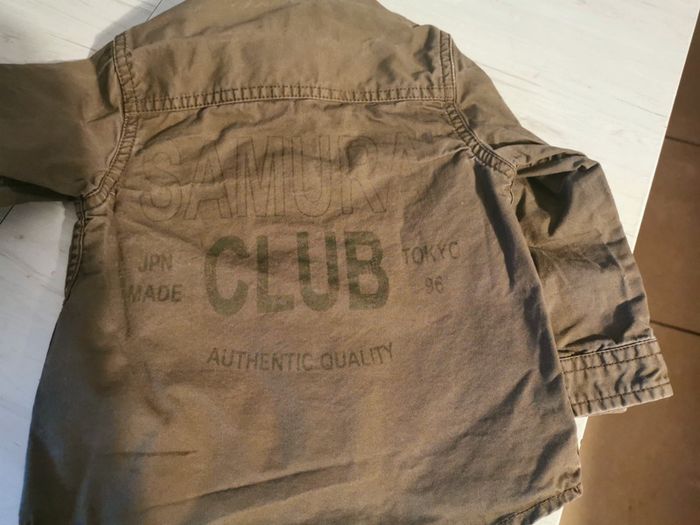 SAMURAI
CLUB
JPN
MADE
TOKYO
96
AUTHENTIC QUALITY